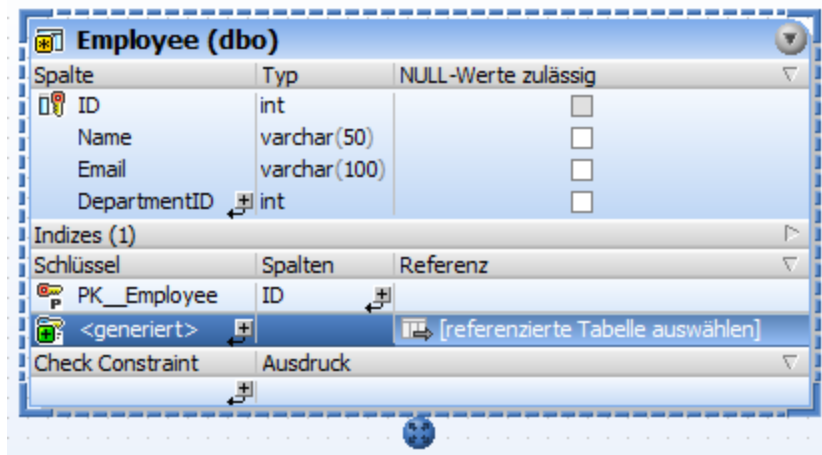 Employee (dbo)
Spalte Typ NULL-Werte zulässig
ID int
Name varchar(50)
Email varchar(100)
DepartmentID int
Indizes (1)
Schlüssel Spalten Referenz
P PK__Employee ID
<generiert> [referenzierte Tabelle auswählen]
Check Constraint Ausdruck